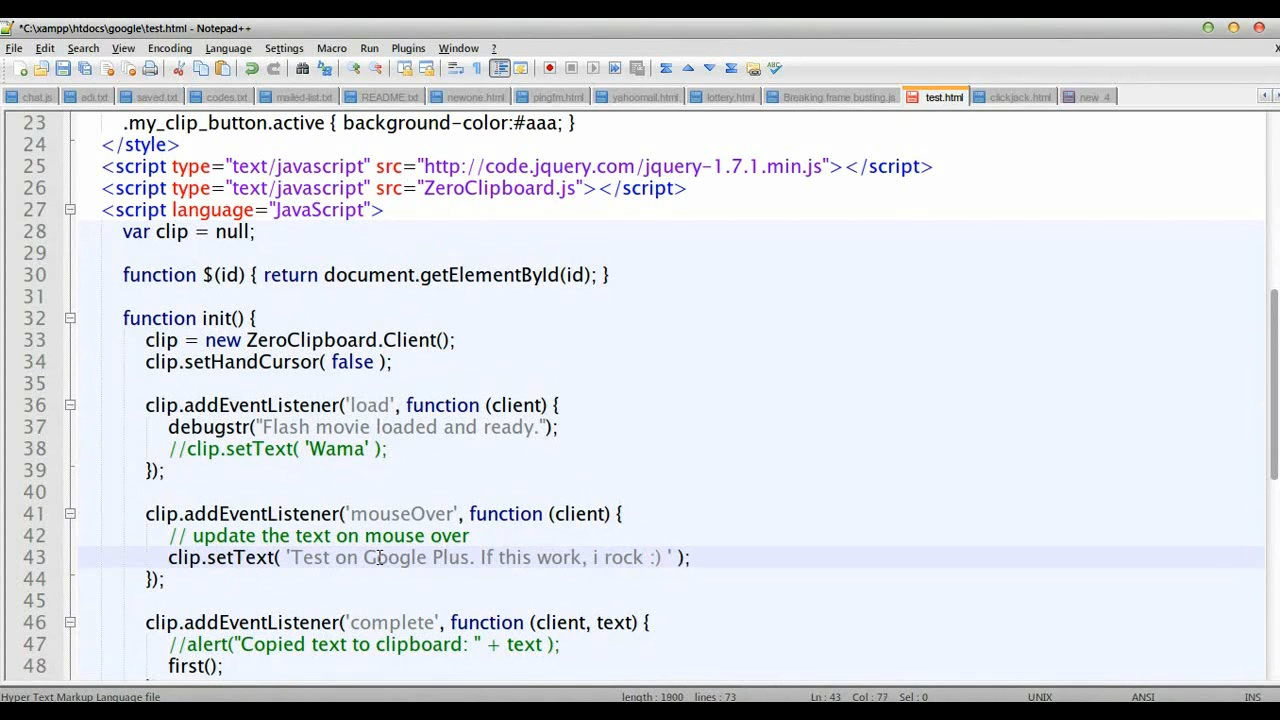 *C:\xampp\htdocs\google\test.html - Notepad++
File Edit Search View Encoding Language Settings Macro Run Plugins Window ? X
chat.js adi.txt saved.txt codes.txt mailed-list.txt README.txt newone.html pingfm.html yahoomail.html lottery.html Breaking frame busting.js test.html clickjack.html new 4
23 .my_clip_button.active { background-color:#aaa; }
24 </style>
25 <script type="text/javascript" src="http://code.jquery.com/jquery-1.7.1.min.js"></script>
26 <script type="text/javascript" src="ZeroClipboard.js"></script>
27 <script language="JavaScript">
28 var clip = null;
29
30 function $(id) { return document.getElementById(id); }
31
32 function init() {
33 clip = new ZeroClipboard.Client();
34 clip.setHandCursor( false );
35
36 clip.addEventListener('load', function (client) {
37 debugstr("Flash movie loaded and ready.");
38 //clip.setText( 'Wama' );
39 });
40
41 clip.addEventListener('mouseOver', function (client) {
42 // update the text on mouse over
43 clip.setText( 'Test on Google Plus. If this work, i rock :) ' );
44 });
45
46 clip.addEventListener('complete', function (client, text) {
47 //alert("Copied text to clipboard: " + text );
48 first();
Hyper Text Markup Language file length : 1900 lines : 73 Ln : 43 Col : 77 Sel : 0 UNIX ANSI INS